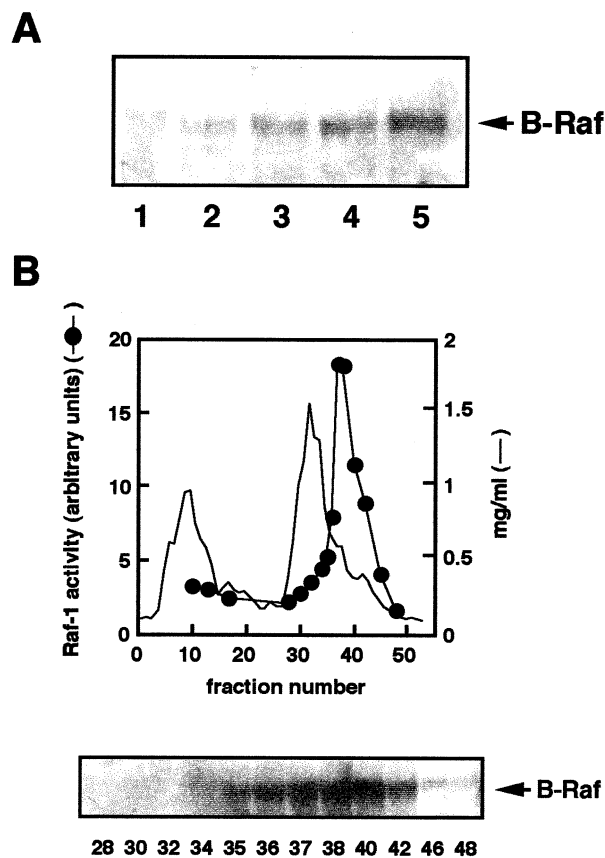 A
B-Raf
1 2 3 4 5
B
Raf-1 activity (arbitrary units) (—●—)
20
15
10
5
0
2
1.5
1
0.5
0
mg/ml (—)
0 10 20 30 40 50
fraction number
B-Raf
28 30 32 34 35 36 37 38 40 42 46 48